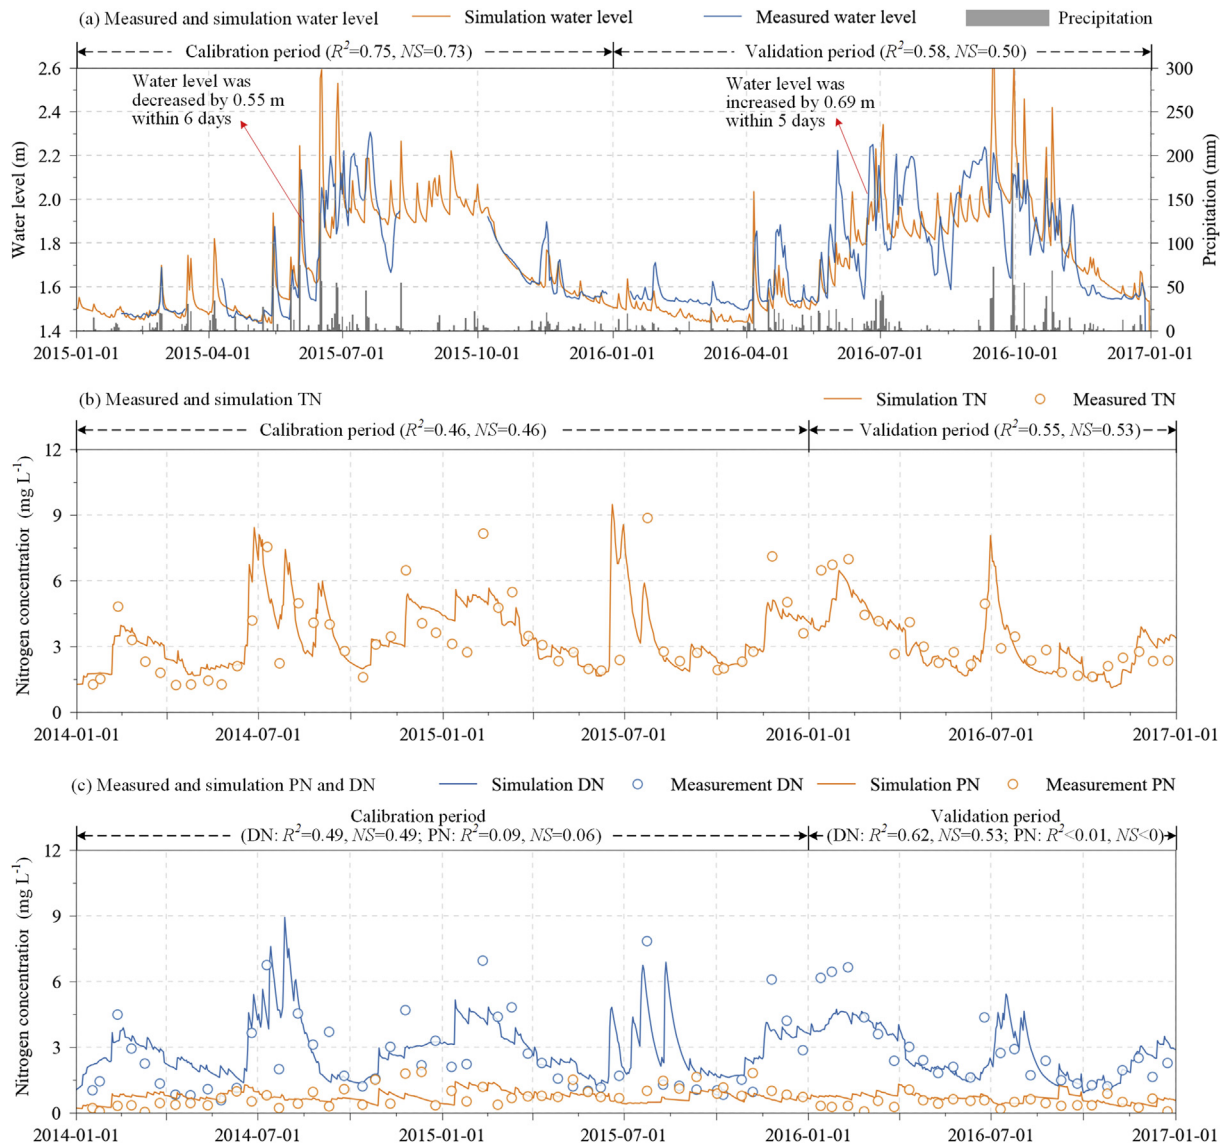 (a) Measured and simulation water level Simulation water level Measured water level Precipitation
Calibration period (R²=0.75, NS=0.73) Validation period (R²=0.58, NS=0.50)
Water level was
decreased by 0.55 m
within 6 days
Water level was
increased by 0.69 m
within 5 days
Water level (m)
2.6
2.4
2.2
2.0
1.8
1.6
1.4
300
250
200
150
100
50
0
Prcipitation (mm)
2015-01-01 2015-04-01 2015-07-01 2015-10-01 2016-01-01 2016-04-01 2016-07-01 2016-10-01 2017-01-01
(b) Measured and simulation TN Simulation TN Measured TN
Calibration period (R²=0.46, NS=0.46) Validation period (R²=0.55, NS=0.53)
Nitrogen concentratior (mg L⁻¹)
12
9
6
3
0
2014-01-01 2014-07-01 2015-01-01 2015-07-01 2016-01-01 2016-07-01 2017-01-01
(c) Measured and simulation PN and DN Simulation DN Measurement DN Simulation PN Measurement PN
Calibration period Validation period
(DN: R²=0.49, NS=0.49; PN: R²=0.09, NS=0.06) (DN: R²=0.62, NS=0.53; PN: R²<0.01, NS<0)
Nitrogen concentratior (mg L⁻¹)
12
9
6
3
0
2014-01-01 2014-07-01 2015-01-01 2015-07-01 2016-01-01 2016-07-01 2017-01-01